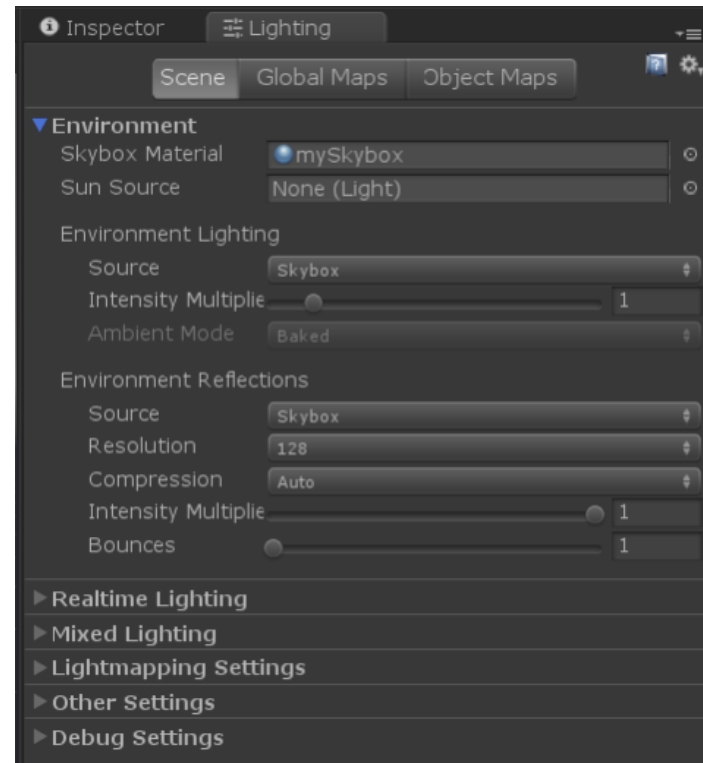 Inspector Lighting
Scene Global Maps Object Maps
Environment
Skybox Material mySkybox
Sun Source None (Light)
Environment Lighting
Source Skybox
Intensity Multiplie 1
Ambient Mode Baked
Environment Reflections
Source Skybox
Resolution 128
Compression Auto
Intensity Multiplie 1
Bounces 1
Realtime Lighting
Mixed Lighting
Lightmapping Settings
Other Settings
Debug Settings